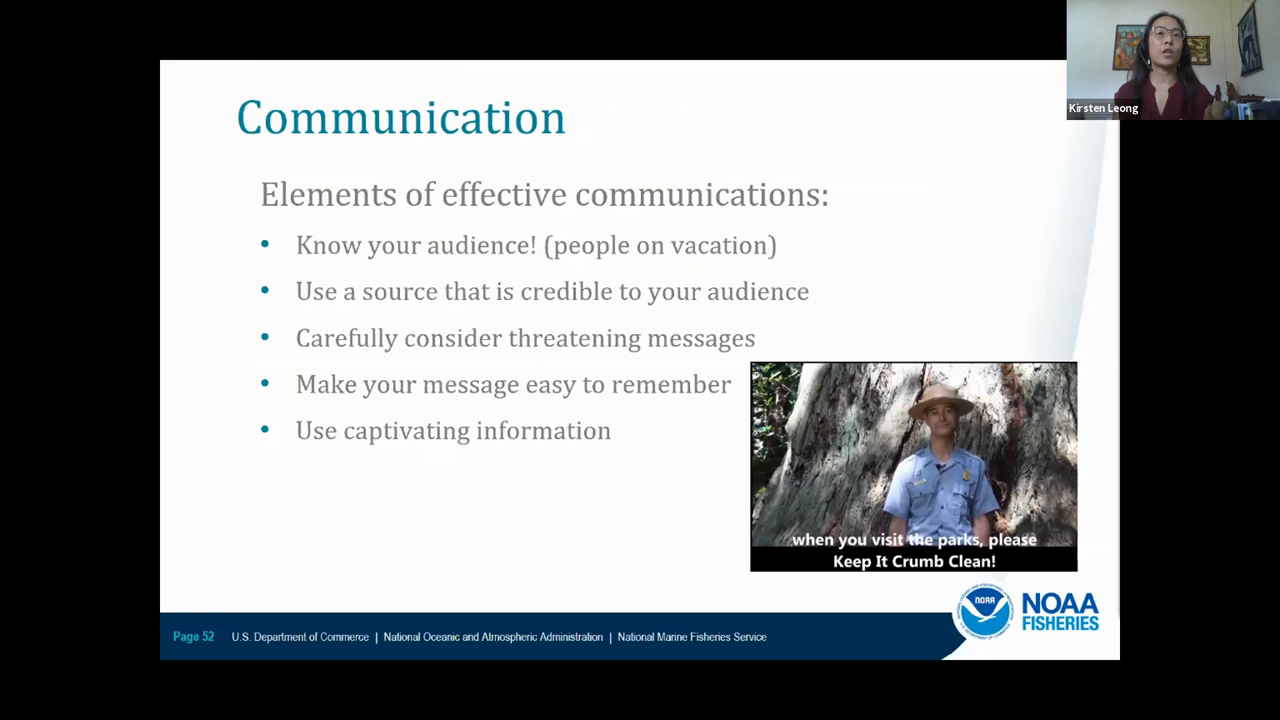 Kirsten Leong
Communication
Elements of effective communications:
• Know your audience! (people on vacation)
• Use a source that is credible to your audience
• Carefully consider threatening messages
• Make your message easy to remember
• Use captivating information
when you visit the parks, please
Keep It Crumb Clean!
NOAA
NOAA
FISHERIES
Page 52 U.S. Department of Commerce | National Oceanic and Atmospheric Administration | National Marine Fisheries Service